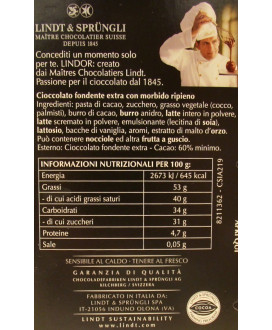 LINDT & SPRÜNGLI
MAÎTRE CHOCOLATIER SUISSE
DEPUIS 1845
Concediti un momento solo
per te. LINDOR: creato
dai Maîtres Chocolatiers Lindt.
Passione per il cioccolato dal 1845.
Cioccolato fondente extra con morbido ripieno
Ingredienti: pasta di cacao, zucchero, grasso vegetale (cocco,
palmisti), burro di cacao, burro anidro, latte intero in polvere,
latte scremato in polvere, emulsionante (lecitina di soia),
lattosio, bacche di vaniglia, aromi, estratto di malto d'orzo.
Può contenere nocciole ed altra frutta a guscio.
Esterno: Cioccolato fondente extra - Cacao: 60% minimo.
INFORMAZIONI NUTRIZIONALI PER 100 g:
Energia 2673 kJ / 645 kcal
Grassi 53 g
- di cui acidi grassi saturi 40 g
Carboidrati 34 g
- di cui zuccheri 31 g
Proteine 4,7 g
Sale 0,05 g
8211362 - CSIA219
SENSIBILE AL CALDO - TENERE AL FRESCO
GARANZIA DI QUALITÀ
CHOCOLADEFABRIKEN LINDT & SPRÜNGLI AG
KILCHBERG / SVIZZERA
FABBRICATO IN ITALIA DA:
LINDT & SPRÜNGLI SPA
IT-21056 INDUNO OLONA (VA)
LINDT SUSTAINABILITY
www.lindt.com
COCOA